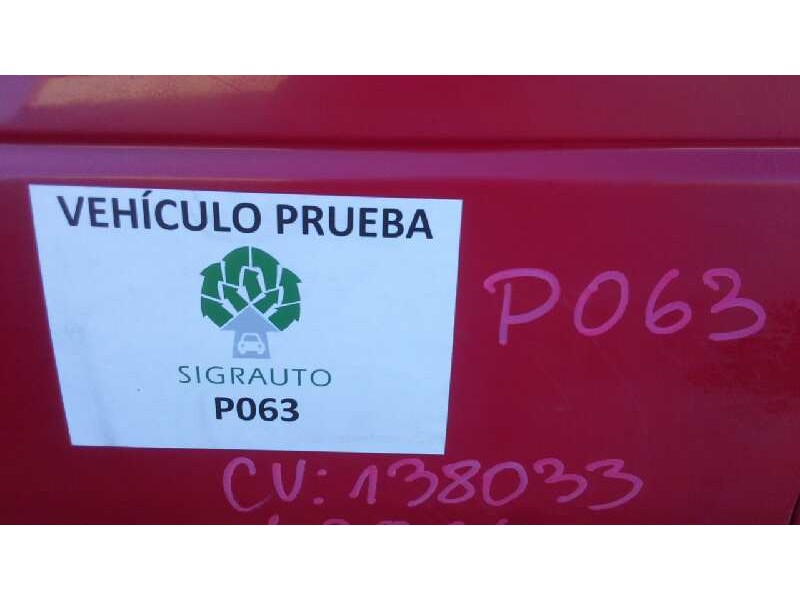 VEHÍCULO PRUEBA
SIGRAUTO
P063
P063
CV: 138033